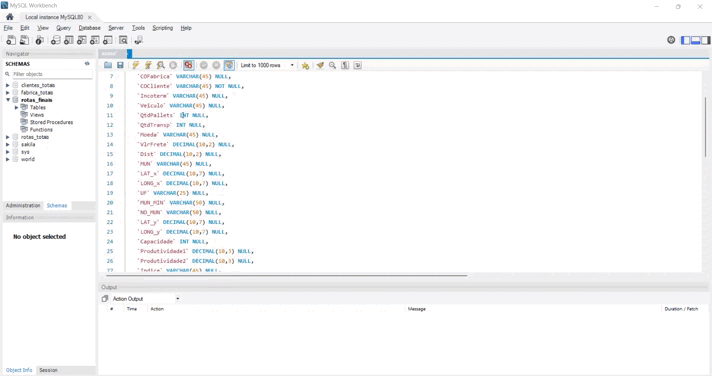 MySQL Workbench
Local instance MySQL80
File Edit View Query Database Server Tools Scripting Help
Navigator
SCHEMAS
Filter objects
clientes_totais
fabrica_totais
rotas_finais
Tables
Views
Stored Procedures
Functions
rotas_totais
sakila
sys
world
Administration Schemas
Information
No object selected
Object Info Session
Limit to 1000 rows
7 `COFabrica` VARCHAR(45) NULL,
8 `COCliente` VARCHAR(45) NOT NULL,
9 `Incoterm` VARCHAR(45) NULL,
10 `Veiculo` VARCHAR(45) NULL,
11 `QtdPallets` INT NULL,
12 `QtdTransp` INT NULL,
13 `Moeda` VARCHAR(45) NULL,
14 `VlrFrete` DECIMAL(10,2) NULL,
15 `Dist` DECIMAL(10,2) NULL,
16 `MUN` VARCHAR(45) NULL,
17 `LAT_x` DECIMAL(10,7) NULL,
18 `LONG_x` DECIMAL(10,7) NULL,
19 `UF` VARCHAR(25) NULL,
20 `MUN_MIN` VARCHAR(50) NULL,
21 `NO_MUN` VARCHAR(50) NULL,
22 `LAT_y` DECIMAL(10,7) NULL,
23 `LONG_y` DECIMAL(10,7) NULL,
24 `Capacidade` INT NULL,
25 `Produtividade1` DECIMAL(10,3) NULL,
26 `Produtividade2` DECIMAL(10,3) NULL,
27 `Indice` VARCHAR(45) NULL,
Output
Action Output
# Time Action Message Duration / Fetch